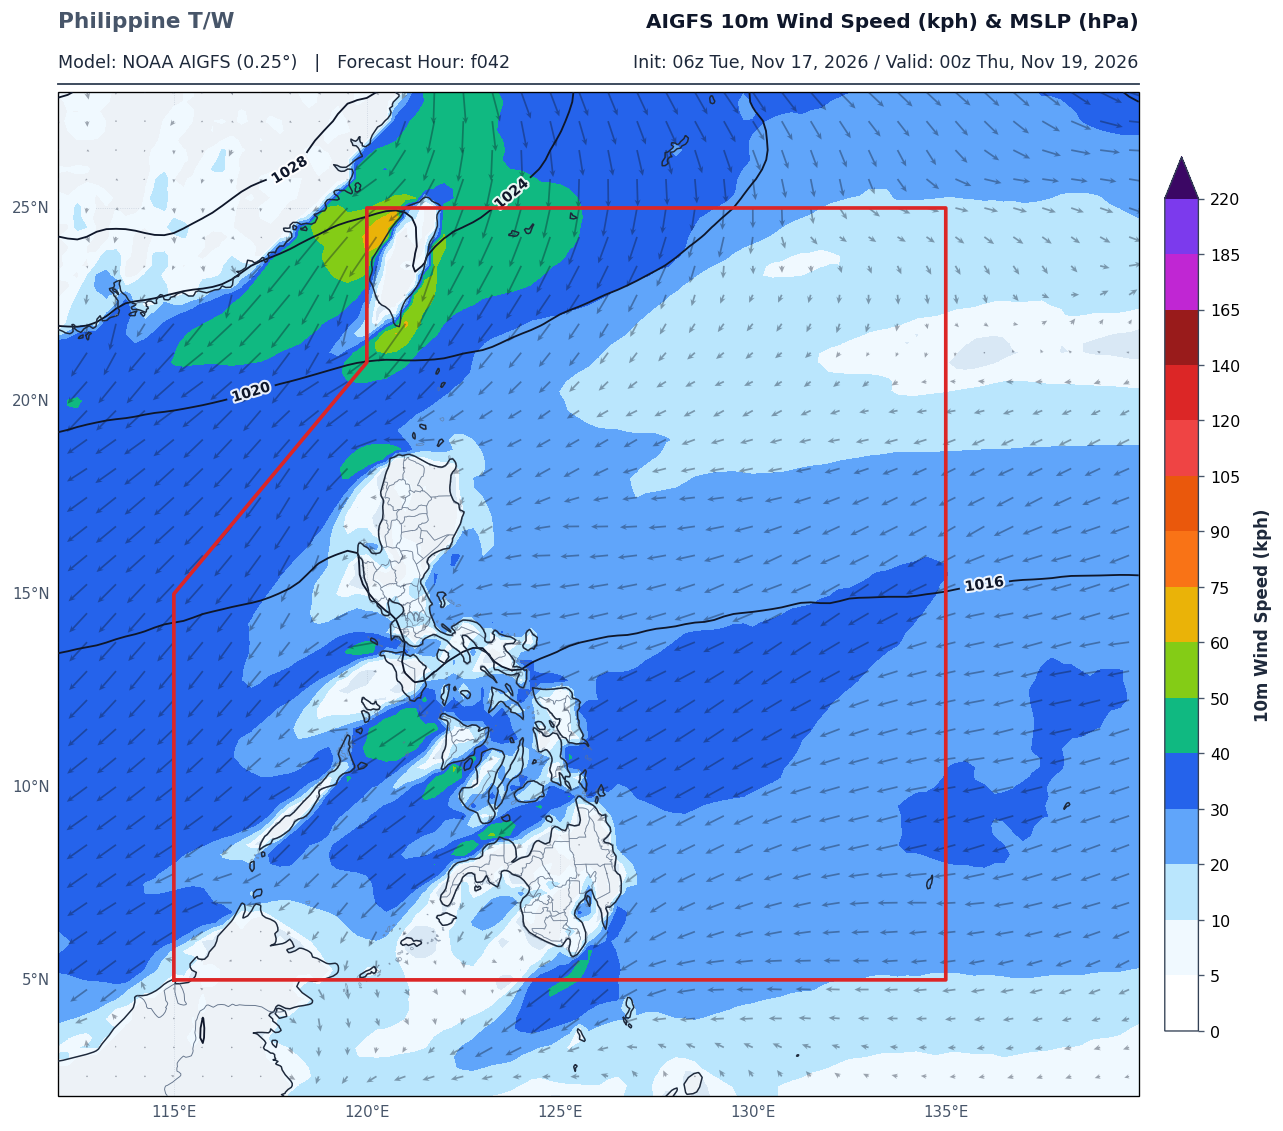 Philippine T/W
AIGFS 10m Wind Speed (kph) & MSLP (hPa)
Model: NOAA AIGFS (0.25°) | Forecast Hour: f042
Init: 06z Tue, Nov 17, 2026 / Valid: 00z Thu, Nov 19, 2026
1028
1024
1020
1016
25°N
20°N
15°N
10°N
5°N
115°E
120°E
125°E
130°E
135°E
220
185
165
140
120
105
90
75
60
50
40
30
20
10
5
0
10m Wind Speed (kph)